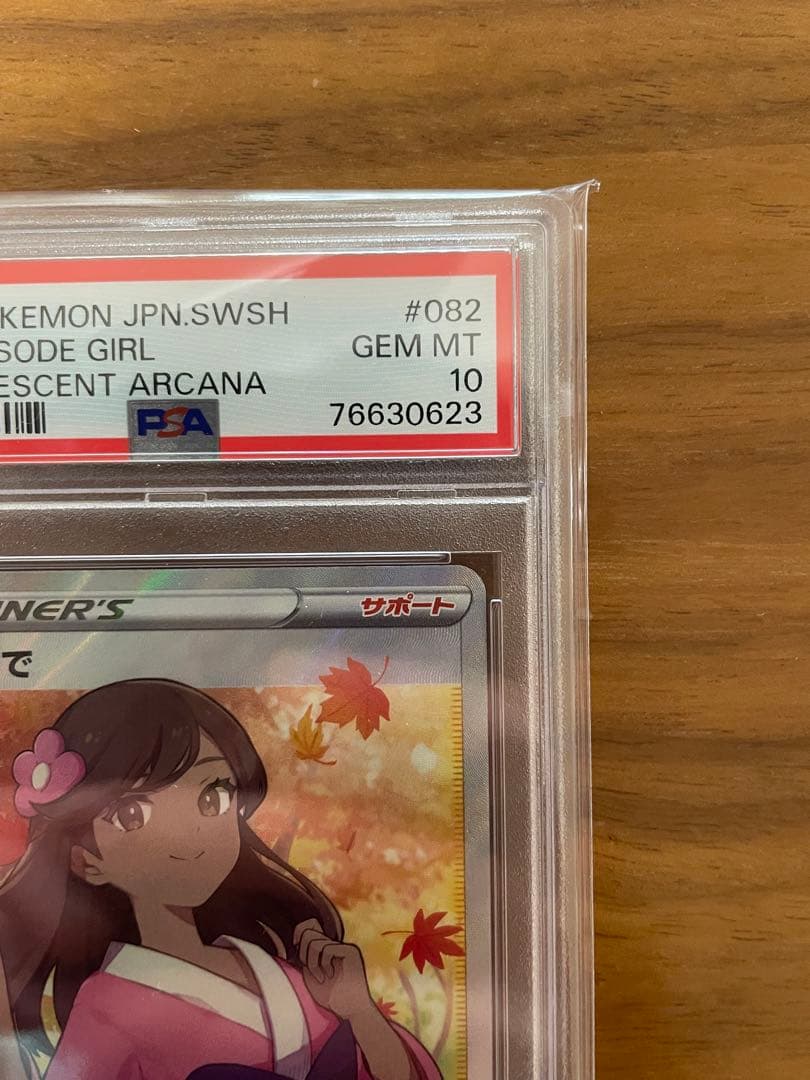 KEMON JPN.SWSH #082
SODE GIRL GEM MT
ESCENT ARCANA 10
PSA 76630623
NER'S サポート
で